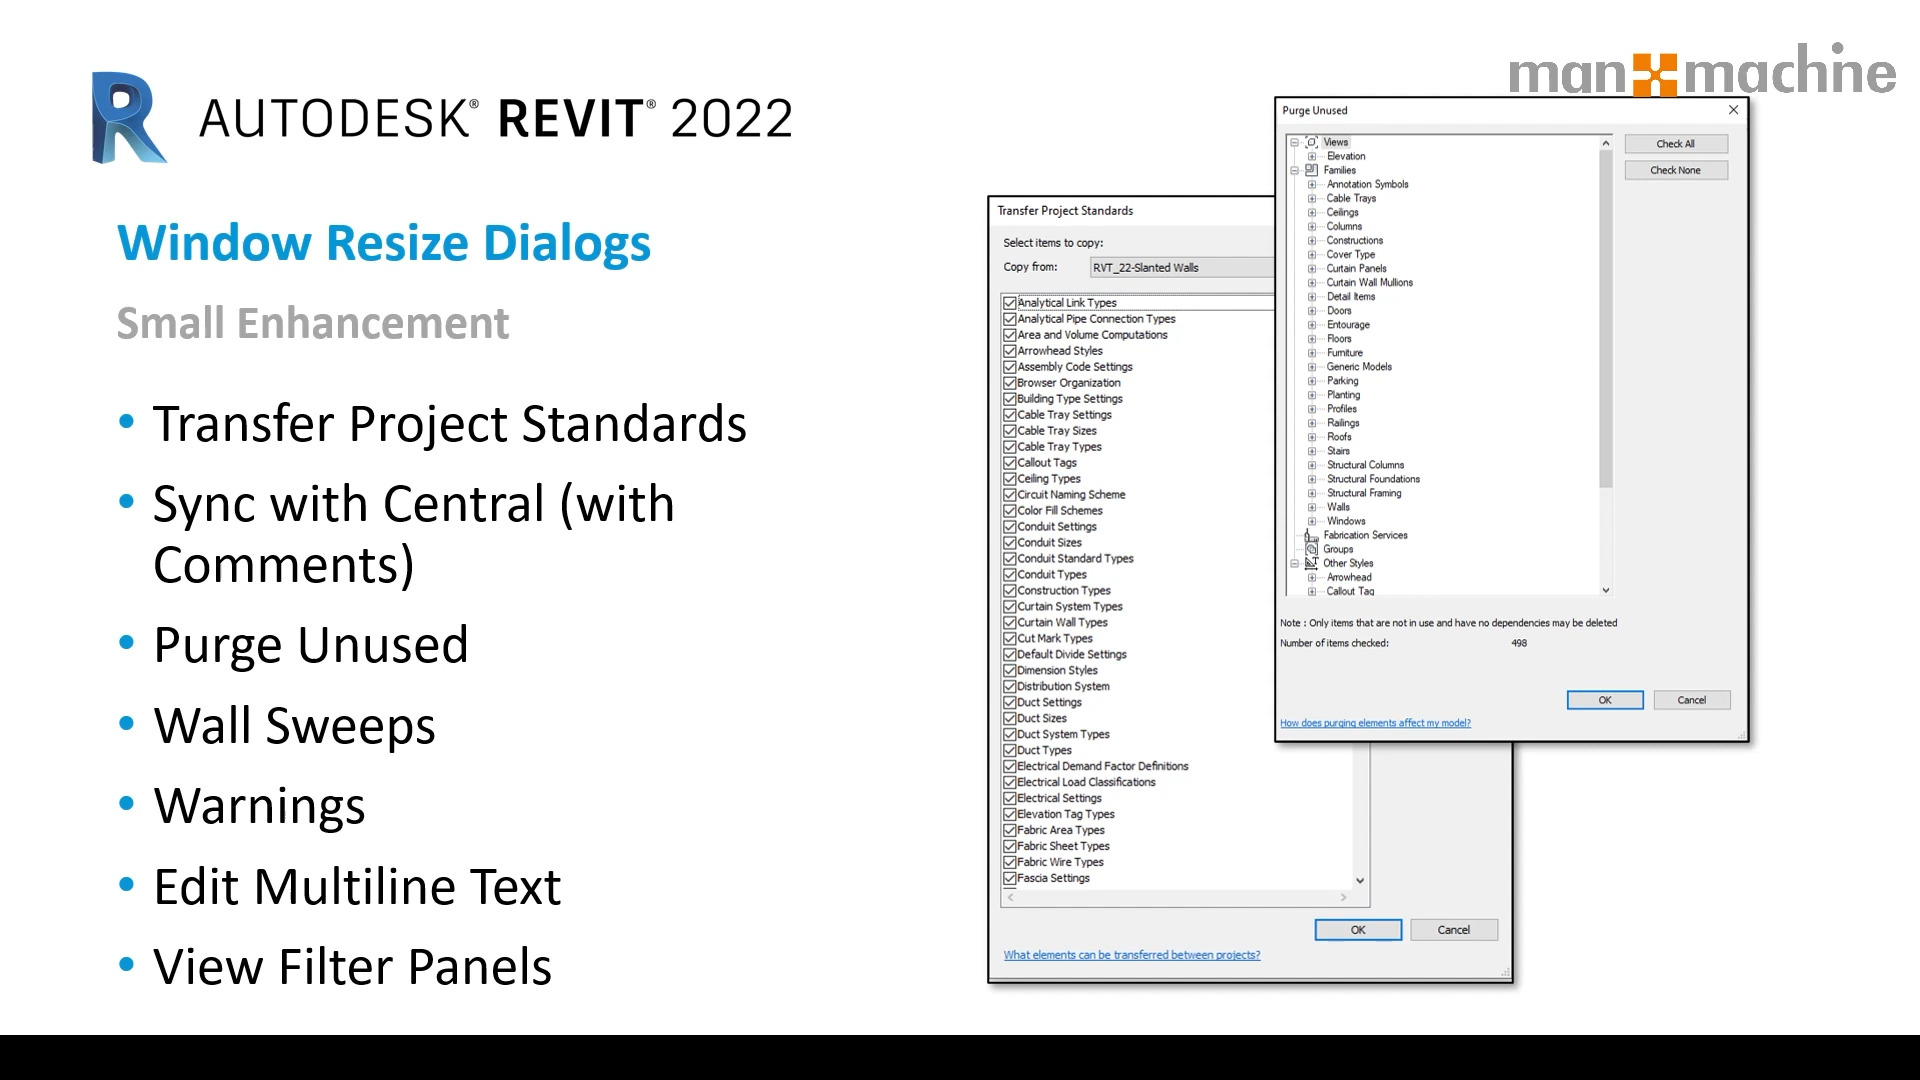 man machine
AUTODESK® REVIT® 2022
Window Resize Dialogs
Small Enhancement
• Transfer Project Standards
• Sync with Central (with
Comments)
• Purge Unused
• Wall Sweeps
• Warnings
• Edit Multiline Text
• View Filter Panels
Transfer Project Standards
Select items to copy:
Copy from: RVT_22-Slanted Walls
Analytical Link Types
Analytical Pipe Connection Types
Area and Volume Computations
Arrowhead Styles
Assembly Code Settings
Browser Organization
Building Type Settings
Cable Tray Settings
Cable Tray Sizes
Cable Tray Types
Callout Tags
Ceiling Types
Circuit Naming Scheme
Color Fill Schemes
Conduit Settings
Conduit Sizes
Conduit Standard Types
Conduit Types
Construction Types
Curtain System Types
Curtain Wall Types
Cut Mark Types
Default Divide Settings
Dimension Styles
Distribution System
Duct Settings
Duct Sizes
Duct System Types
Duct Types
Electrical Demand Factor Definitions
Electrical Load Classifications
Electrical Settings
Elevation Tag Types
Fabric Area Types
Fabric Sheet Types
Fabric Wire Types
Fascia Settings
OK Cancel
What elements can be transferred between projects?
Purge Unused
Check All
Check None
Views
Elevation
Families
Annotation Symbols
Cable Trays
Ceilings
Columns
Constructions
Cover Type
Curtain Panels
Curtain Wall Mullions
Detail Items
Doors
Entourage
Floors
Furniture
Generic Models
Parking
Planting
Profiles
Railings
Roofs
Stairs
Structural Columns
Structural Foundations
Structural Framing
Walls
Windows
Fabrication Services
Groups
Other Styles
Arrowhead
Callout Tag
Note : Only items that are not in use and have no dependencies may be deleted
Number of items checked: 498
OK Cancel
How does purging elements affect my model?